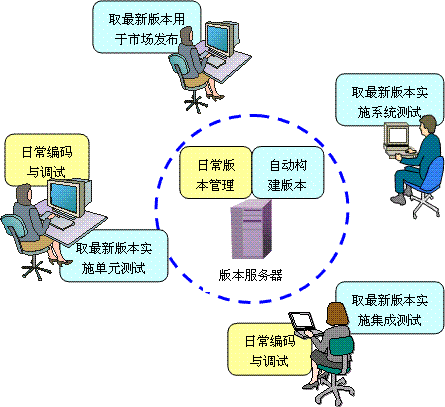 取最新版本用
于市场发布
取最新版本实
施系统测试
日常编码
与调试
日常版
本管理
自动构
建版本
取最新版本实
施单元测试
版本服务器
取最新版本实
施集成测试
日常编码
与调试